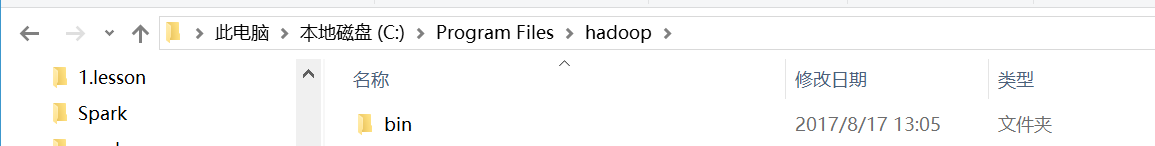 此电脑 > 本地磁盘 (C:) > Program Files > hadoop >
1.lesson
名称 修改日期 类型
Spark
bin 2017/8/17 13:05 文件夹